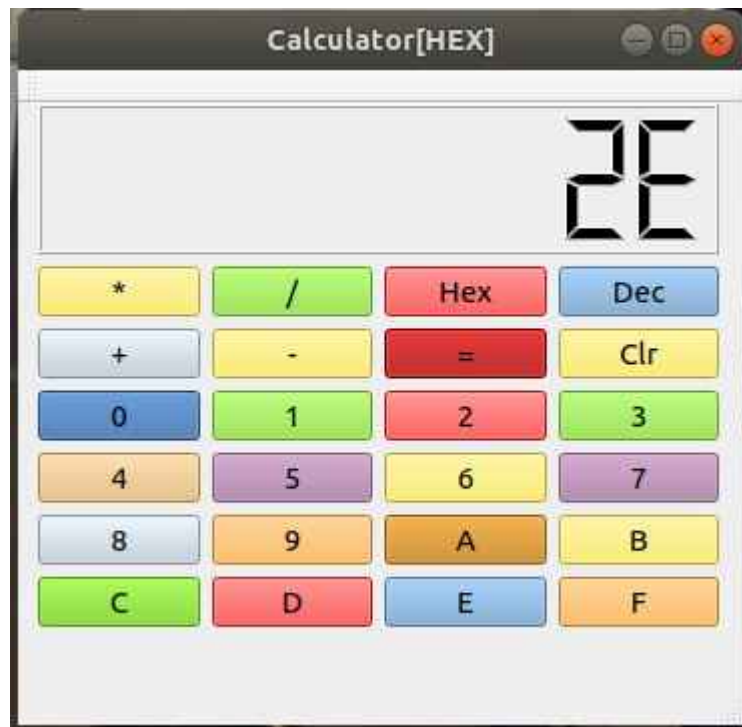 Calculator[HEX]
2E
* / Hex Dec
+ - = Clr
0 1 2 3
4 5 6 7
8 9 A B
C D E F